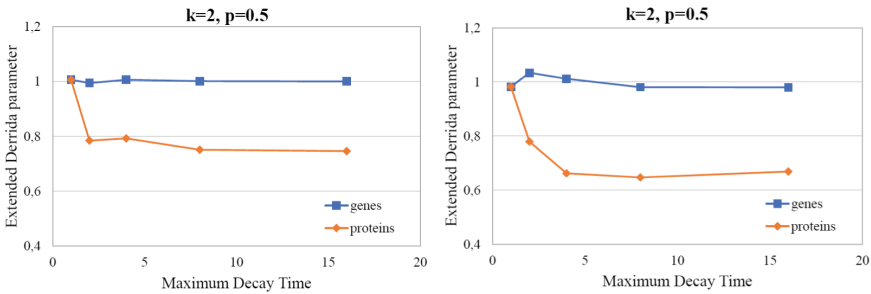 k=2, p=0.5
1,2
1
0,8
0,6
0,4
Extended Derrida parameter
genes
proteins
0
5
10
15
20
Maximum Decay Time
k=2, p=0.5
1,2
1
0,8
0,6
0,4
Extended Derrida parameter
genes
proteins
0
5
10
15
20
Maximum Decay Time